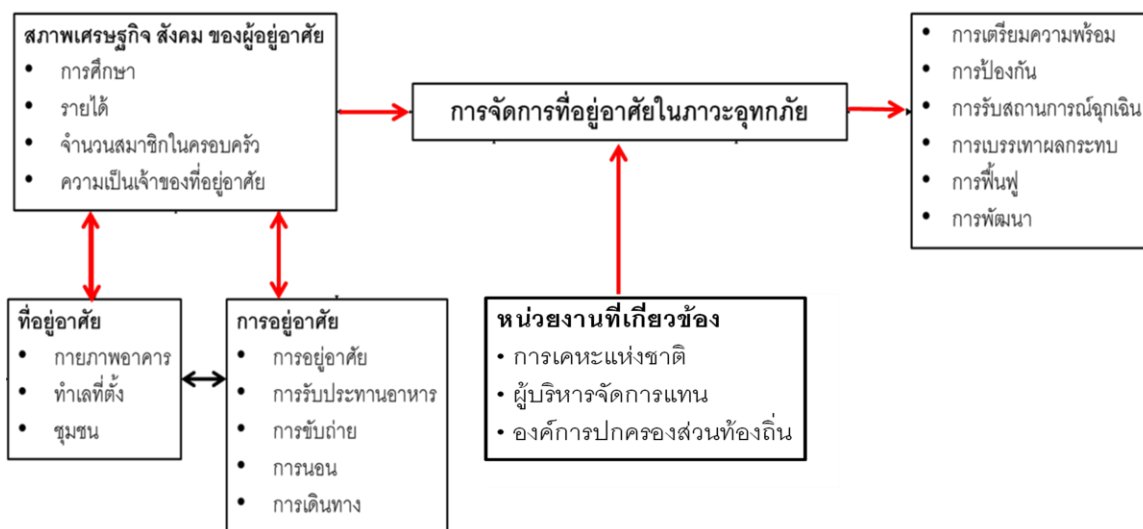 สภาพเศรษฐกิจ สังคม ของผู้อยู่อาศัย
• การศึกษา
• รายได้
• จำนวนสมาชิกในครอบครัว
• ความเป็นเจ้าของที่อยู่อาศัย
การจัดการที่อยู่อาศัยในภาวะอุทกภัย
• การเตรียมความพร้อม
• การป้องกัน
• การรับสถานการณ์ฉุกเฉิน
• การบรรเทาผลกระทบ
• การฟื้นฟู
• การพัฒนา
ที่อยู่อาศัย
• กายภาพอาคาร
• ทำเลที่ตั้ง
• ชุมชน
การอยู่อาศัย
• การอยู่อาศัย
• การรับประทานอาหาร
• การขับถ่าย
• การนอน
• การเดินทาง
หน่วยงานที่เกี่ยวข้อง
• การเคหะแห่งชาติ
• ผู้บริหารจัดการแทน
• องค์การปกครองส่วนท้องถิ่น